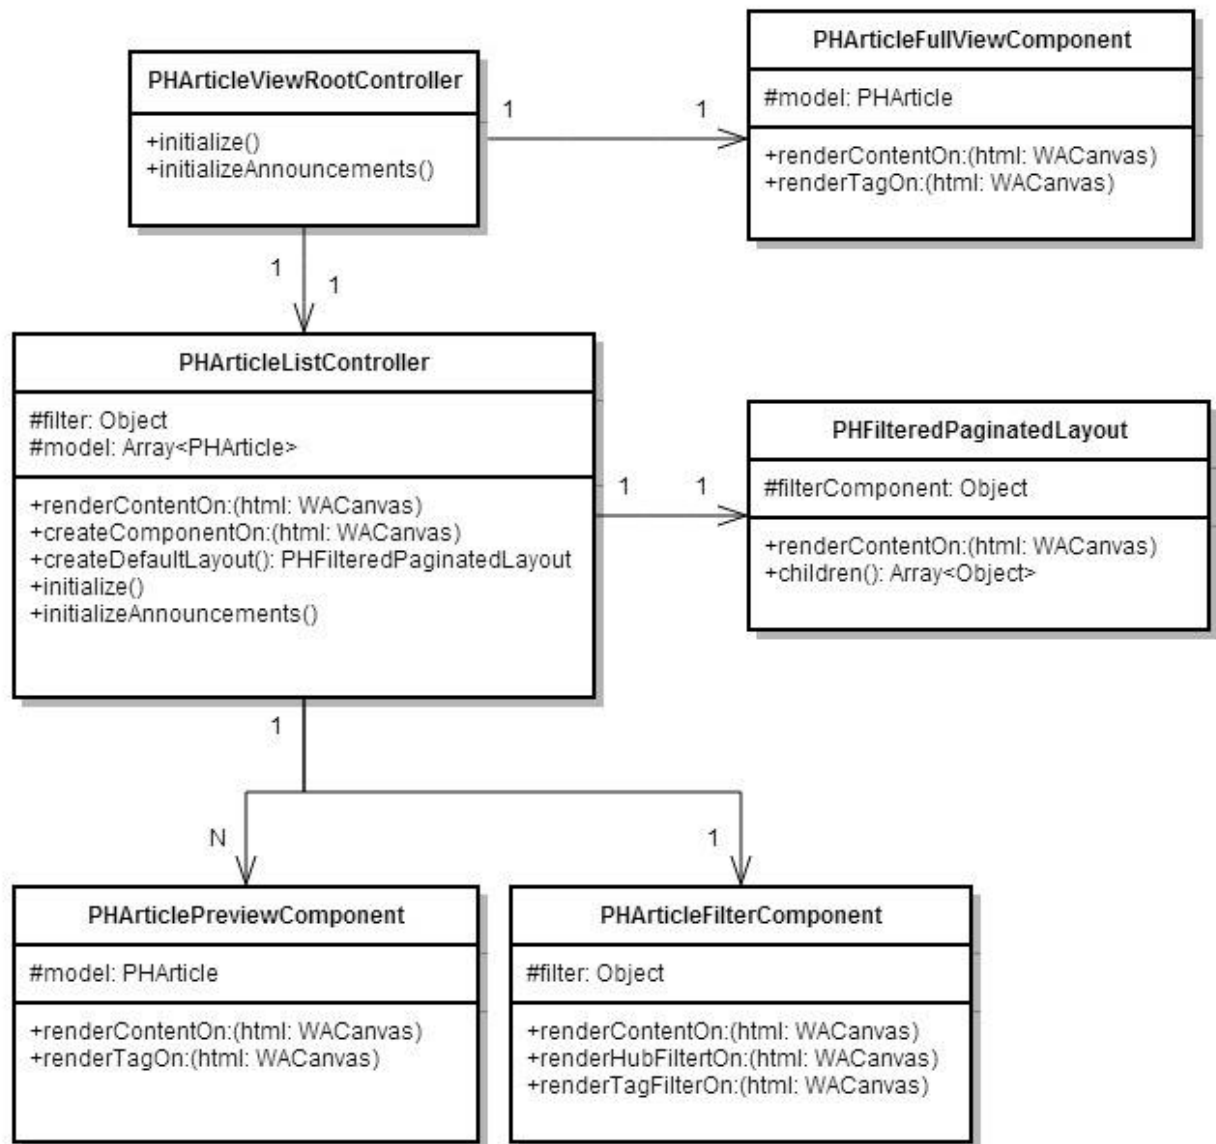 PHArticleViewRootController
+initialize()
+initializeAnnouncements()
PHArticleFullViewComponent
#model: PHArticle
+renderContentOn:(html: WACanvas)
+renderTagOn:(html: WACanvas)
1
1
1
1
PHArticleListController
#filter: Object
#model: Array<PHArticle>
+renderContentOn:(html: WACanvas)
+createComponentOn:(html: WACanvas)
+createDefaultLayout(): PHFilteredPaginatedLayout
+initialize()
+initializeAnnouncements()
1
1
PHFilteredPaginatedLayout
#filterComponent: Object
+renderContentOn:(html: WACanvas)
+children(): Array<Object>
1
N
1
PHArticlePreviewComponent
#model: PHArticle
+renderContentOn:(html: WACanvas)
+renderTagOn:(html: WACanvas)
PHArticleFilterComponent
#filter: Object
+renderContentOn:(html: WACanvas)
+renderHubFiltertOn:(html: WACanvas)
+renderTagFilterOn:(html: WACanvas)